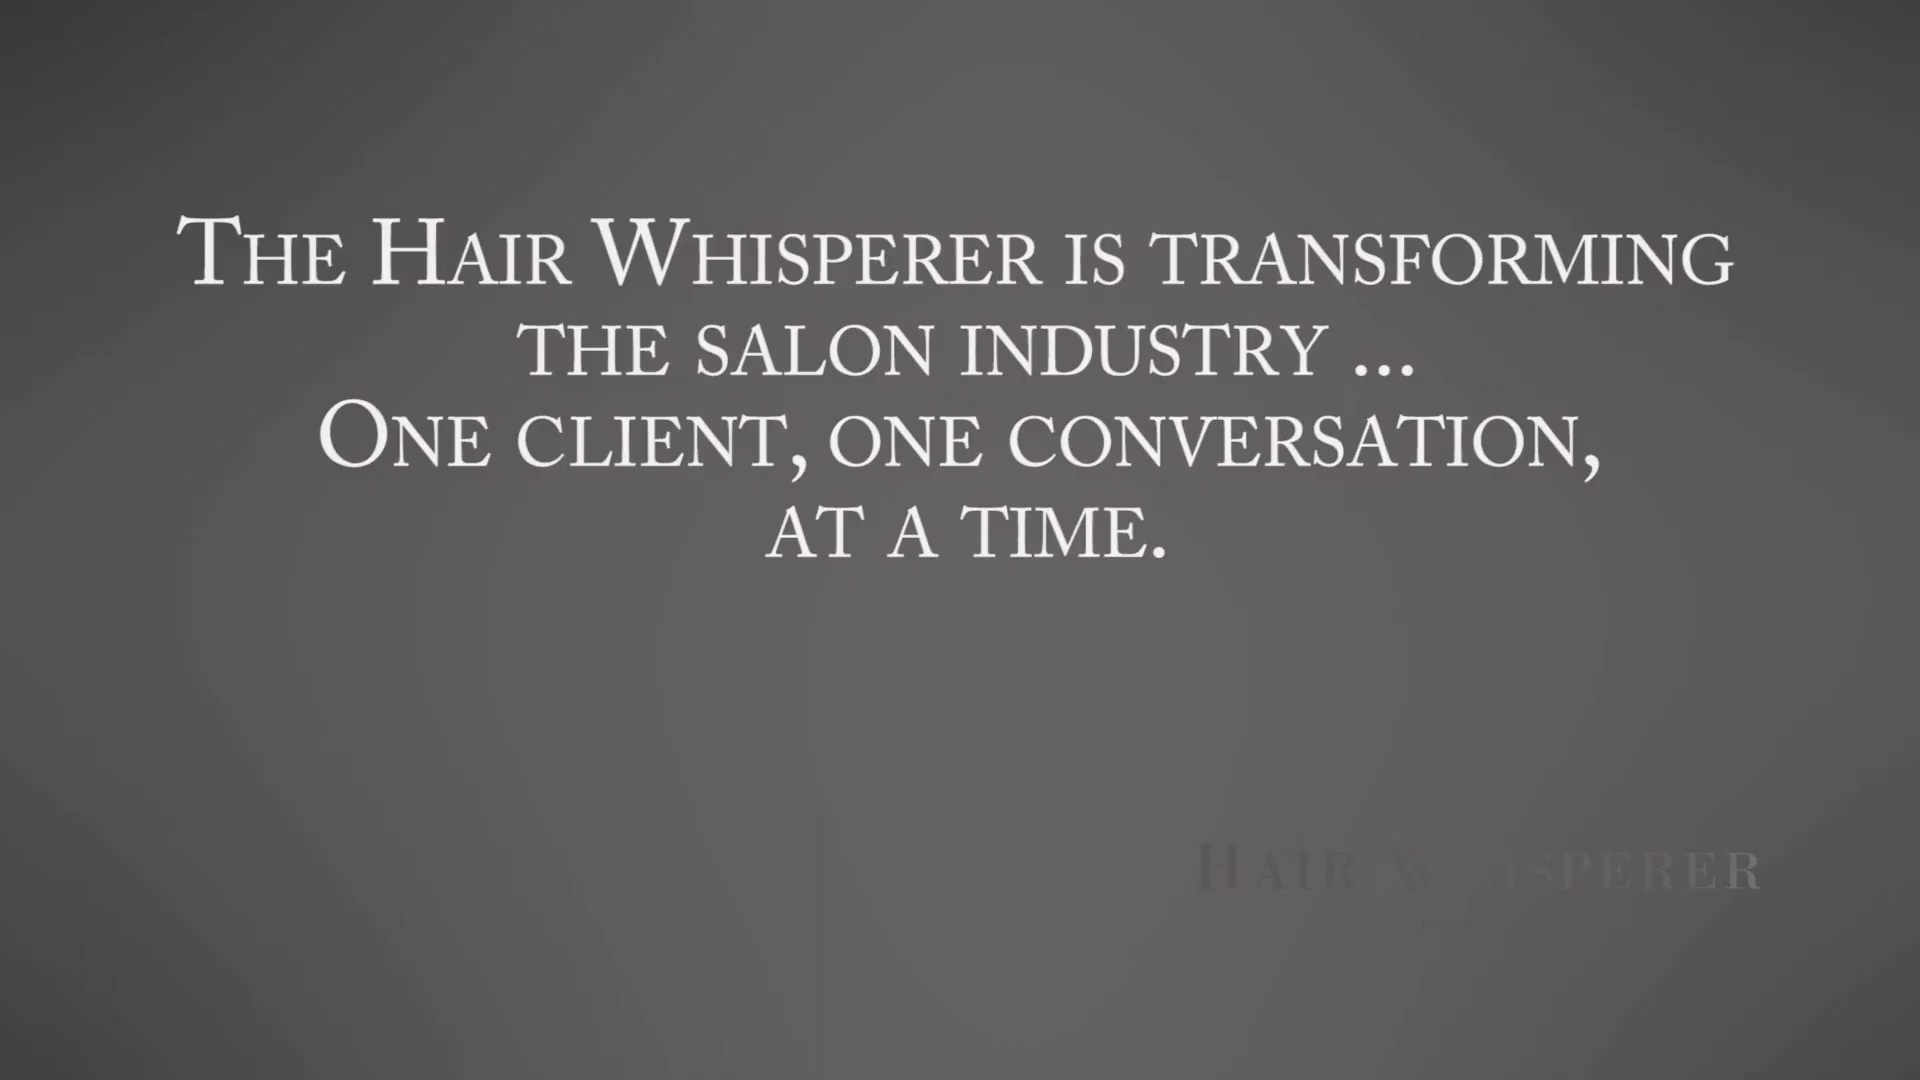 The Hair Whisperer is transforming
the salon industry ...
One client, one conversation,
at a time.
Hair Whisperer